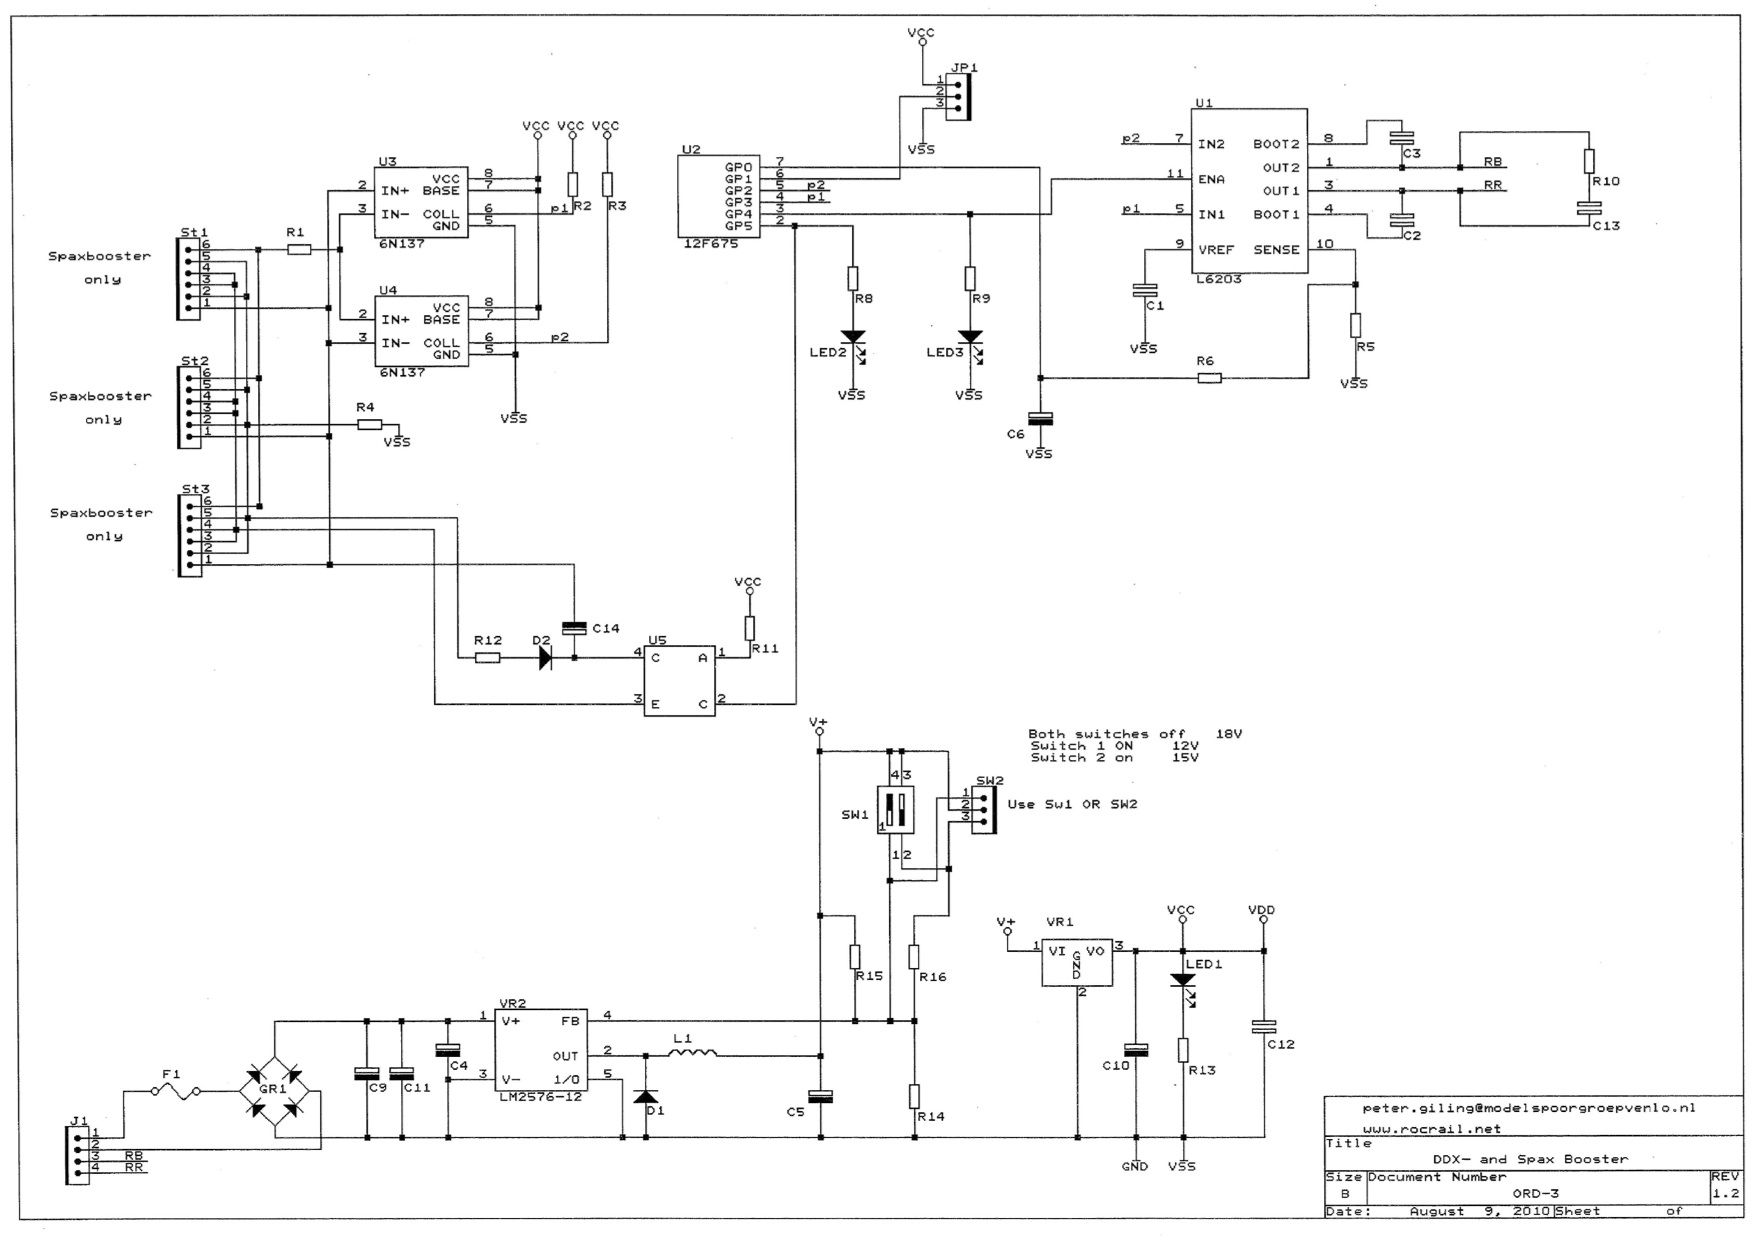 VCC
JP1
1
2
3
VSS
VCC VCC VCC
U3
2 IN+ VCC 8
BASE 7
3 IN- COLL 6 p1
GND 5
6N137
R2 R3
U4
2 IN+ VCC 8
BASE 7
3 IN- COLL 6 p2
GND 5
6N137
VSS
U2
GP0 7
GP1 6
GP2 5 p2
GP3 4 p1
GP4 3
GP5 2
12F675
R8
LED2
VSS
R9
LED3
VSS
U1
p2 7 IN2 BOOT2 8
OUT2 1 RB
11 ENA OUT1 3 RR
p1 5 IN1 BOOT1 4
9 VREF SENSE 10
L6203
C3
C2
R10
C13
C1
VSS
R5
VSS
R6
C6
VSS
Spaxbooster
only
St1
6
5
4
3
2
1
R1
Spaxbooster
only
St2
6
5
4
3
2
1
R4
VSS
Spaxbooster
only
St3
6
5
4
3
2
1
VCC
R11
C14
R12 D2
U5
4 C A 1
3 E C 2
V+
Both switches off 18V
Switch 1 ON 12V
Switch 2 on 15V
43
SW1
1
12
SW2
1
2
3
Use Sw1 OR SW2
R15 R16
V+
VR1
1 VI VO 3
GND
2
VCC VDD
LED1
R13
C10
C12
GND VSS
VR2
1 V+ FB 4
OUT 2
3 V- 1/0 5
LM2576-12
L1
D1
C5
R14
C9 C11 C4
F1
GR1
J1
1
2
3 RB
4 RR
peter.giling@modelspoorgroepvenlo.nl
www.rocrail.net
Title
DDX- and Spax Booster
Size Document Number REV
B ORD-3 1.2
Date: August 9, 2010 Sheet of